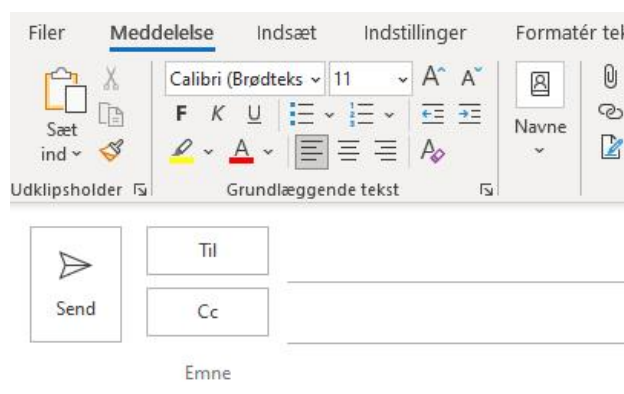 Filer Meddelelse Indsæt Indstillinger Formatér tek
Calibri (Brødteks 11 A A
F K U
Sæt
ind
A
A
Navne
Udklipsholder Grundlæggende tekst
Til
Send
Cc
Emne